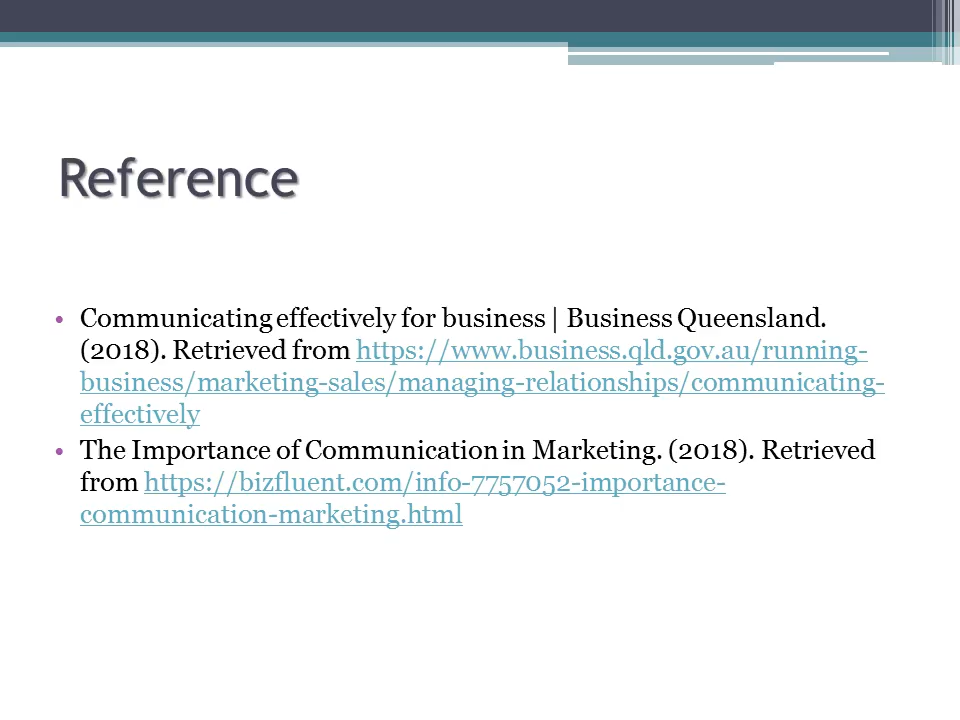 Reference
• Communicating effectively for business | Business Queensland.
(2018). Retrieved from https://www.business.qld.gov.au/running-
business/marketing-sales/managing-relationships/communicating-
effectively
• The Importance of Communication in Marketing. (2018). Retrieved
from https://bizfluent.com/info-7757052-importance-
communication-marketing.html